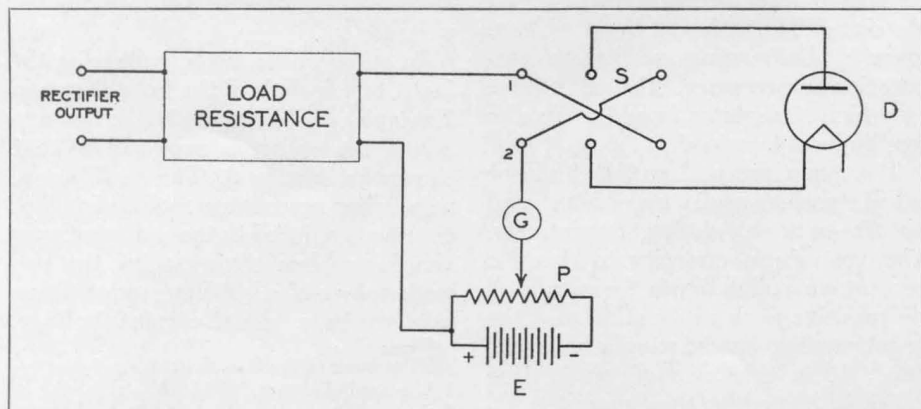 RECTIFIER
OUTPUT
LOAD
RESISTANCE
1
S
2
D
G
P
+
-
E